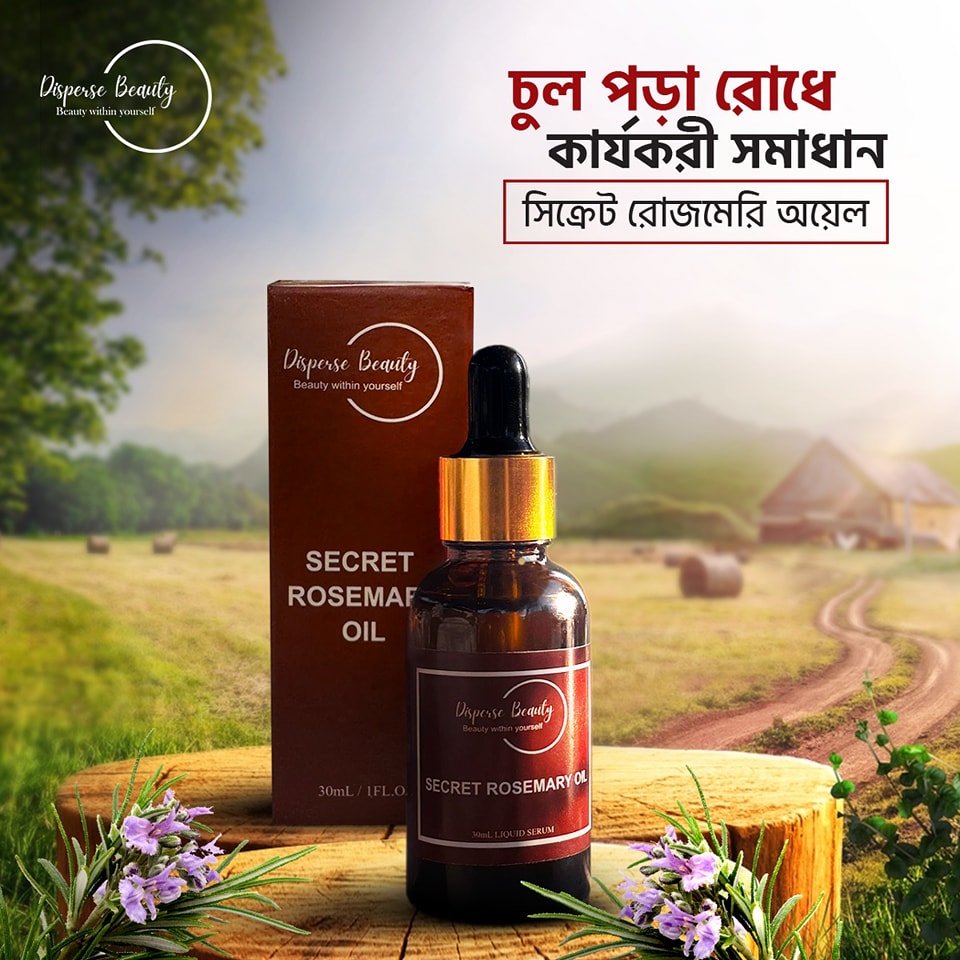 Disperse Beauty
Beauty within yourself
চুল পড়া রোধে
কার্যকরী সমাধান
সিক্রেট রোজমেরি অয়েল
Disperse Beauty
Beauty within yourself
SECRET
ROSEMAR
OIL
30mL / 1FL.O
Disperse Beauty
Beauty within yourself
SECRET ROSEMARY OIL
30mL LIQUID SERUM